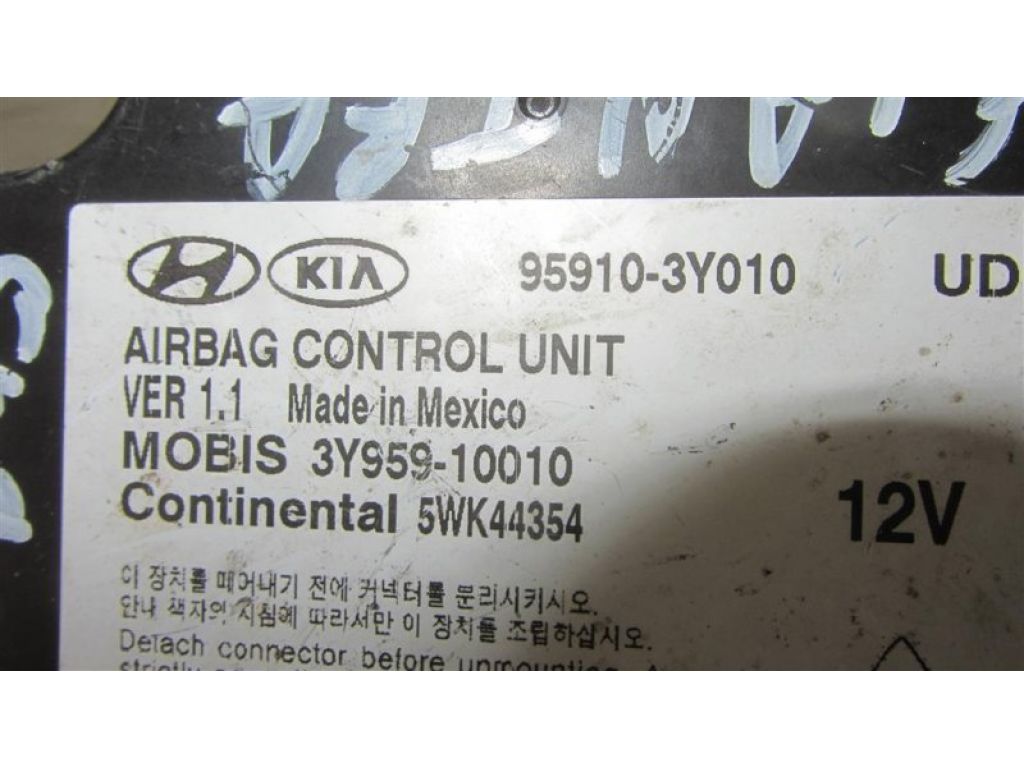 KIA 95910-3Y010 UD
AIRBAG CONTROL UNIT
VER 1.1 Made in Mexico
MOBIS 3Y959-10010
Continental 5WK44354
12V
이 장치를 떼어내기 전에 커넥터를 분리시키시오.
안내 책자의 지침에 따라서만 이 장치를 조립하십시오.
Detach connector before unmounting